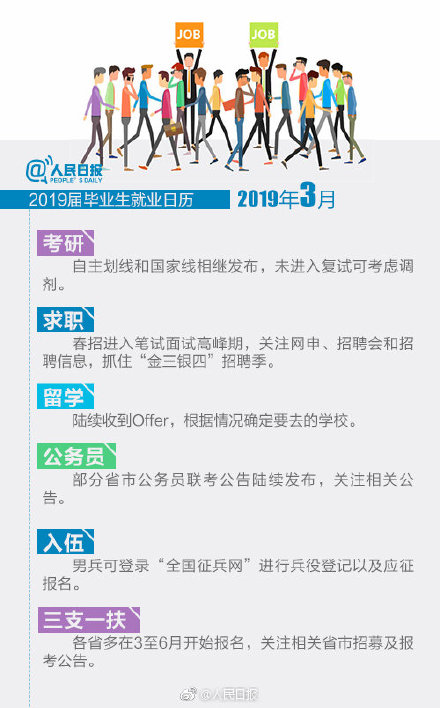 JOB
JOB
@人民日报
PEOPLE'S DAILY
2019届毕业生就业日历
2019年3月
考研
自主划线和国家线相继发布，未进入复试可考虑调
剂。
求职
春招进入笔试面试高峰期，关注网申、招聘会和招
聘信息，抓住“金三银四”招聘季。
留学
陆续收到Offer，根据情况确定要去的学校。
公务员
部分省市公务员联考公告陆续发布，关注相关公
告。
入伍
男兵可登录“全国征兵网”进行兵役登记以及应征
报名。
三支一扶
各省多在3至6月开始报名，关注相关省市招募及报
考公告。
@人民日报